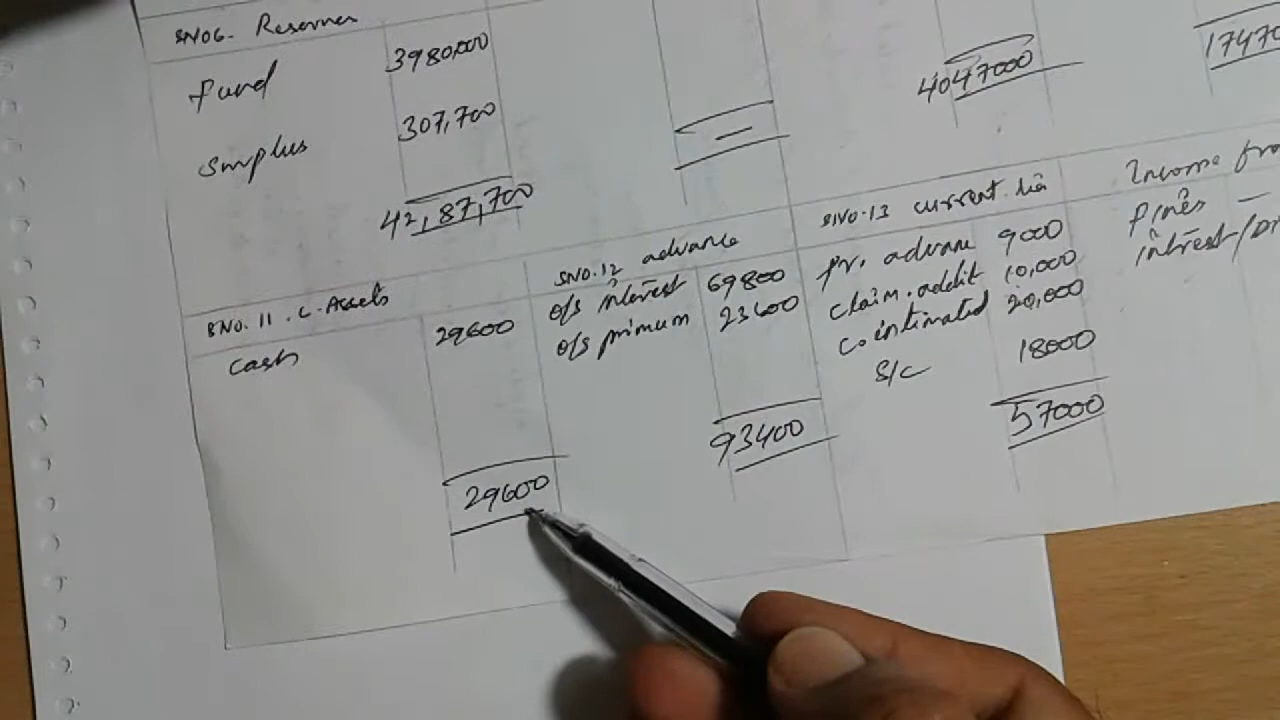 SNO6. Reserves
Fund 3980,000
Surplus 307,700
42,87,700
—
4047000
17470
SNO. 11. C. Assets
Cash 29600
29600
SNO. 12 advance
o/s interest 69800
o/s primum 23600
93400
SNO. 13 current. lia
Pr. advane 9000
Claim. addit 10,000
Co intimated 20,000
S/C 18000
57000
Income fro
Fines —
interest/Di